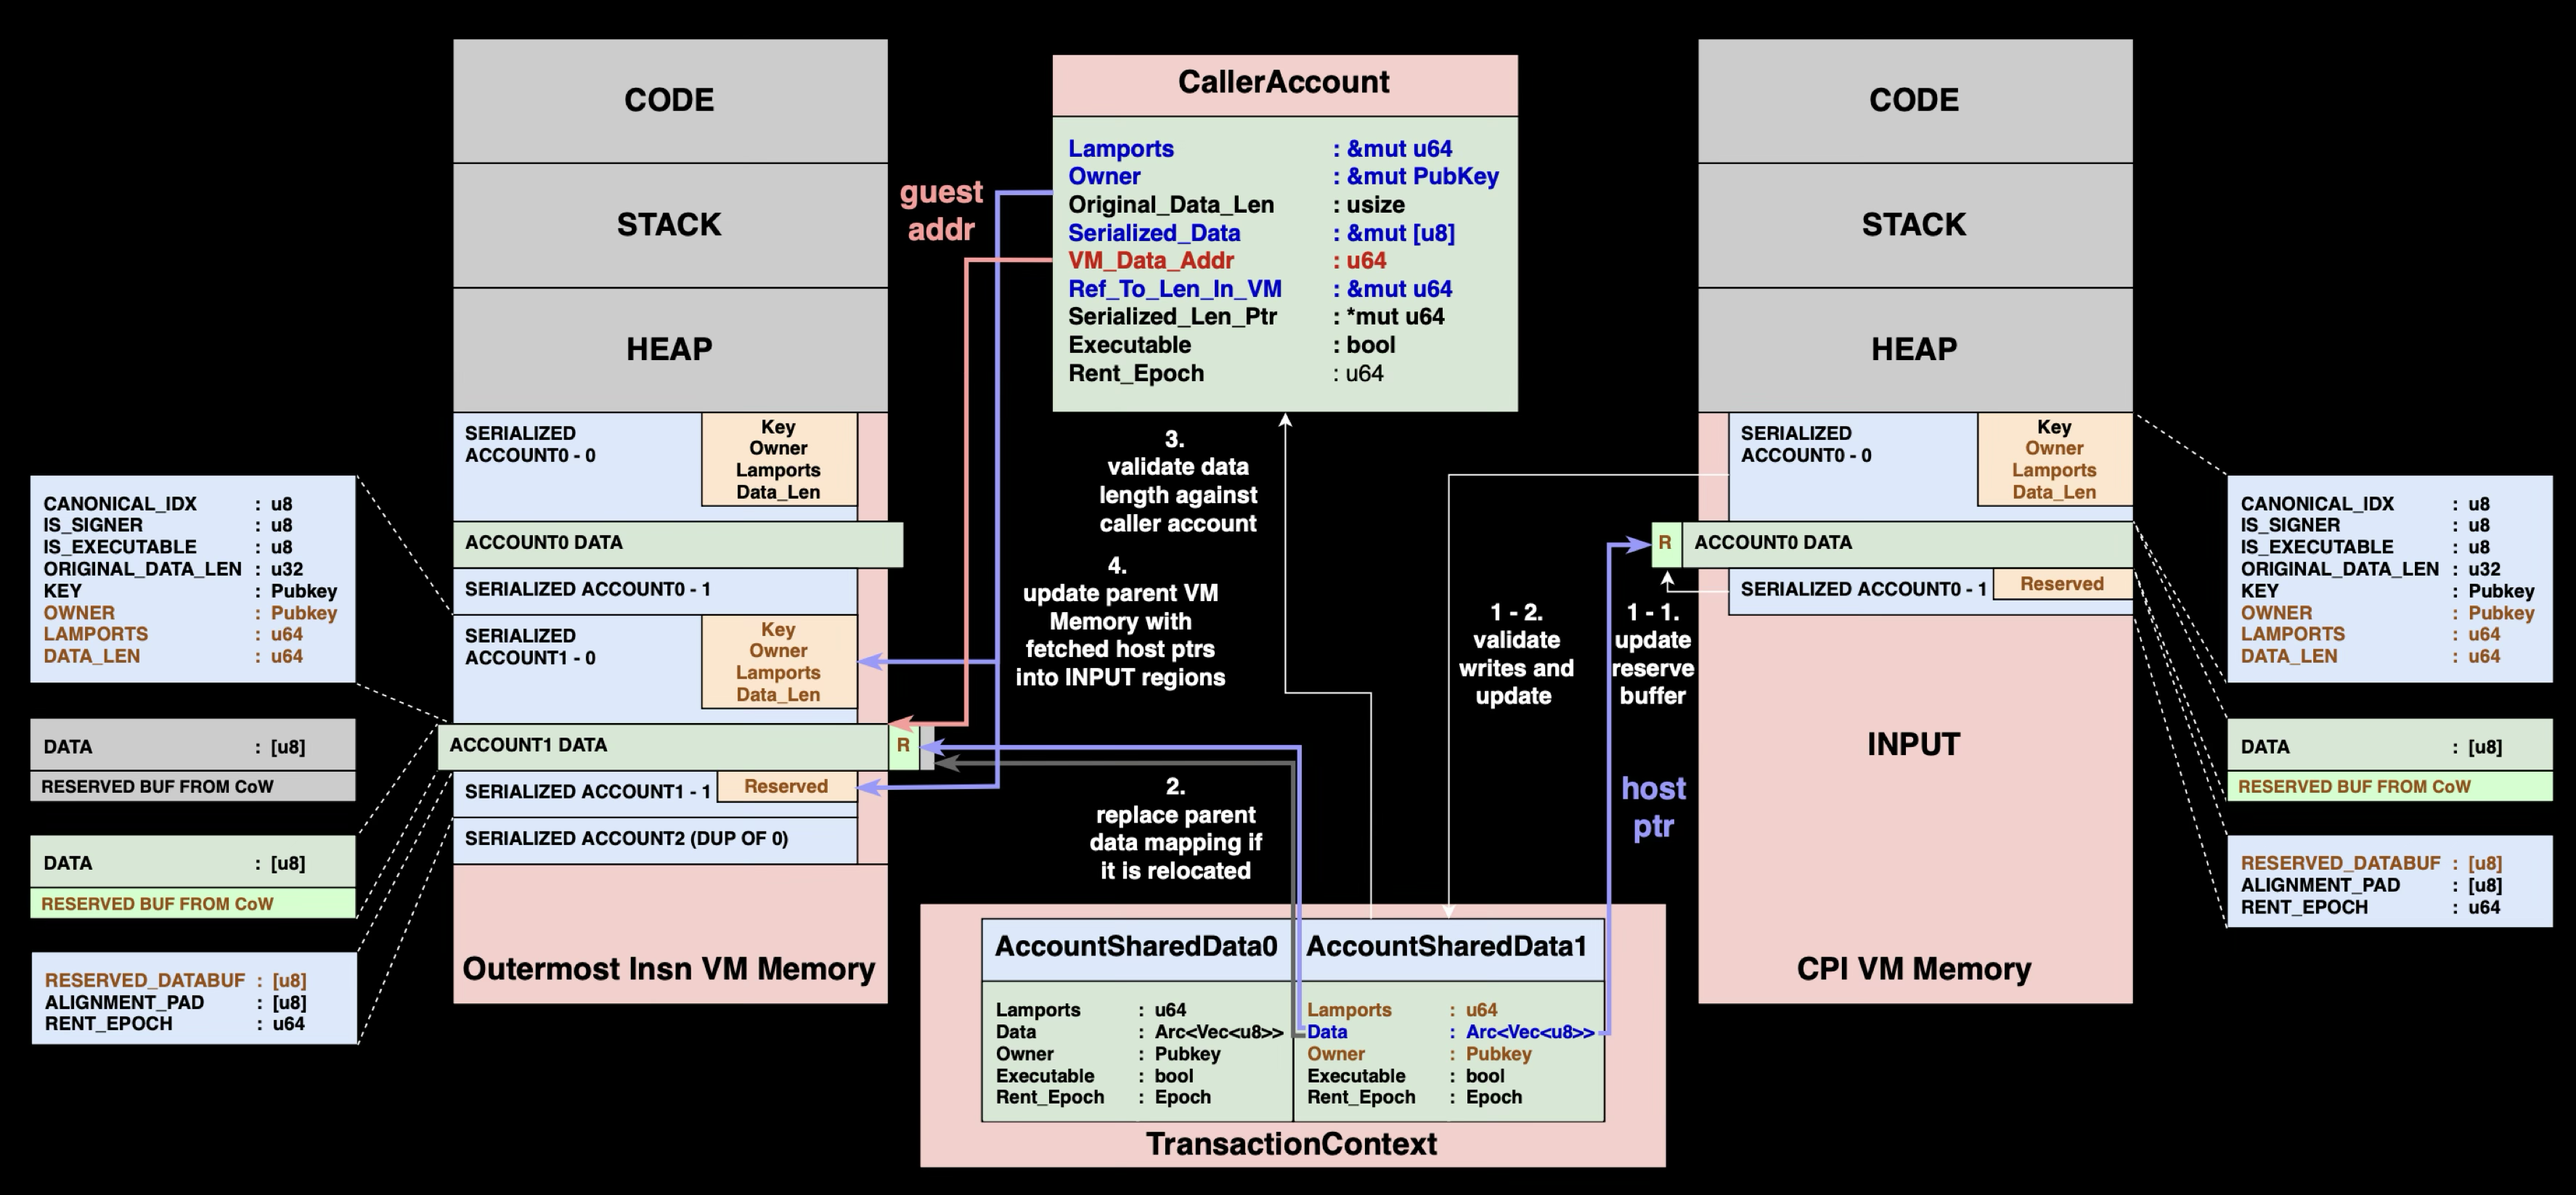 CODE
STACK
HEAP
SERIALIZED
ACCOUNT0 - 0
Key
Owner
Lamports
Data_Len
ACCOUNT0 DATA
SERIALIZED ACCOUNT0 - 1
SERIALIZED
ACCOUNT1 - 0
Key
Owner
Lamports
Data_Len
ACCOUNT1 DATA
R
SERIALIZED ACCOUNT1 - 1
Reserved
SERIALIZED ACCOUNT2 (DUP OF 0)
Outermost Insn VM Memory
CANONICAL_IDX : u8
IS_SIGNER : u8
IS_EXECUTABLE : u8
ORIGINAL_DATA_LEN : u32
KEY : Pubkey
OWNER : Pubkey
LAMPORTS : u64
DATA_LEN : u64
DATA : [u8]
RESERVED BUF FROM CoW
DATA : [u8]
RESERVED BUF FROM CoW
RESERVED_DATABUF : [u8]
ALIGNMENT_PAD : [u8]
RENT_EPOCH : u64
guest
addr
CallerAccount
Lamports : &mut u64
Owner : &mut PubKey
Original_Data_Len : usize
Serialized_Data : &mut [u8]
VM_Data_Addr : u64
Ref_To_Len_In_VM : &mut u64
Serialized_Len_Ptr : *mut u64
Executable : bool
Rent_Epoch : u64
3.
validate data
length against
caller account
4.
update parent VM
Memory with
fetched host ptrs
into INPUT regions
2.
replace parent
data mapping if
it is relocated
1 - 2.
validate
writes and
update
1 - 1.
update
reserve
buffer
host
ptr
AccountSharedData0
Lamports : u64
Data : Arc<Vec<u8>>
Owner : Pubkey
Executable : bool
Rent_Epoch : Epoch
AccountSharedData1
Lamports : u64
Data : Arc<Vec<u8>>
Owner : Pubkey
Executable : bool
Rent_Epoch : Epoch
TransactionContext
CODE
STACK
HEAP
SERIALIZED
ACCOUNT0 - 0
Key
Owner
Lamports
Data_Len
R
ACCOUNT0 DATA
SERIALIZED ACCOUNT0 - 1
Reserved
INPUT
CPI VM Memory
CANONICAL_IDX : u8
IS_SIGNER : u8
IS_EXECUTABLE : u8
ORIGINAL_DATA_LEN : u32
KEY : Pubkey
OWNER : Pubkey
LAMPORTS : u64
DATA_LEN : u64
DATA : [u8]
RESERVED BUF FROM CoW
RESERVED_DATABUF : [u8]
ALIGNMENT_PAD : [u8]
RENT_EPOCH : u64